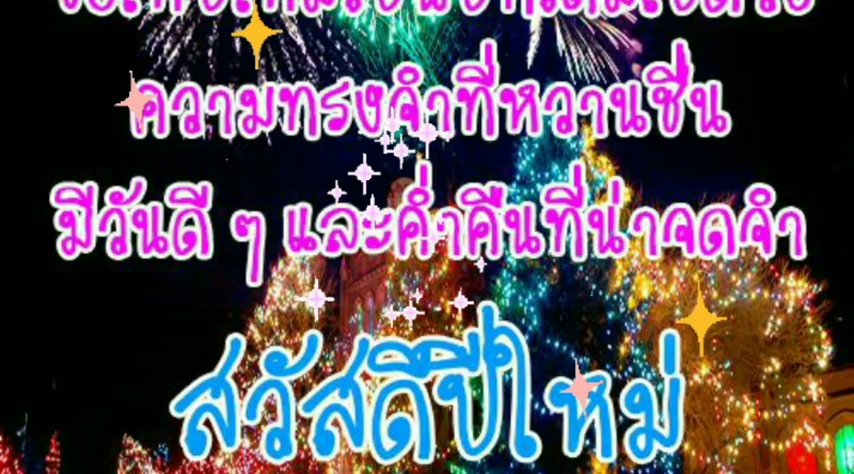 ความทรงจำที่หวานชื่น
มีวันดี ๆ และค่ำคืนที่น่าจดจำ
สวัสดีปีใหม่